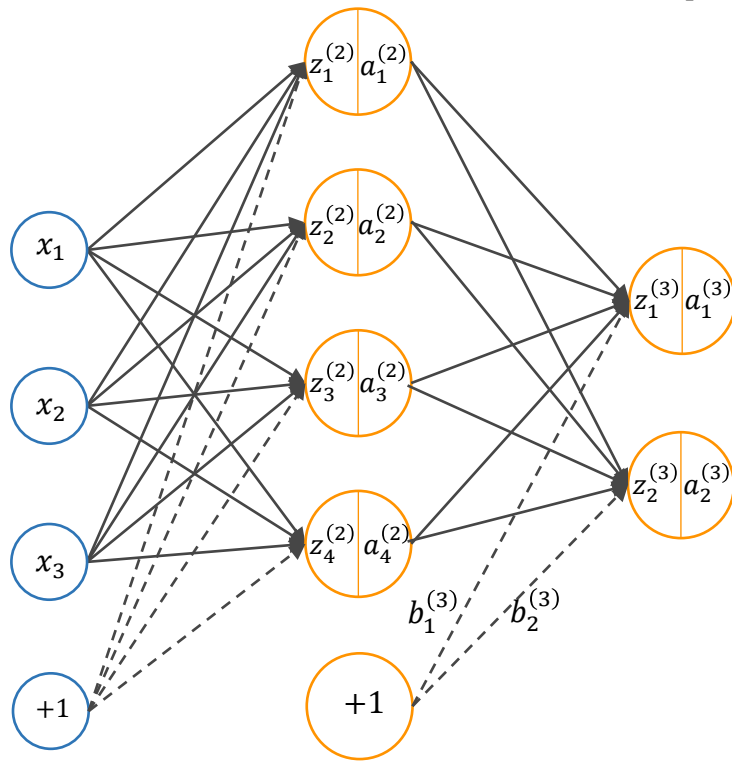 z₁⁽²⁾ a₁⁽²⁾
z₂⁽²⁾ a₂⁽²⁾
x₁
z₁⁽³⁾ a₁⁽³⁾
z₃⁽²⁾ a₃⁽²⁾
x₂
z₂⁽³⁾ a₂⁽³⁾
z₄⁽²⁾ a₄⁽²⁾
x₃
b₁⁽³⁾ b₂⁽³⁾
+1
+1